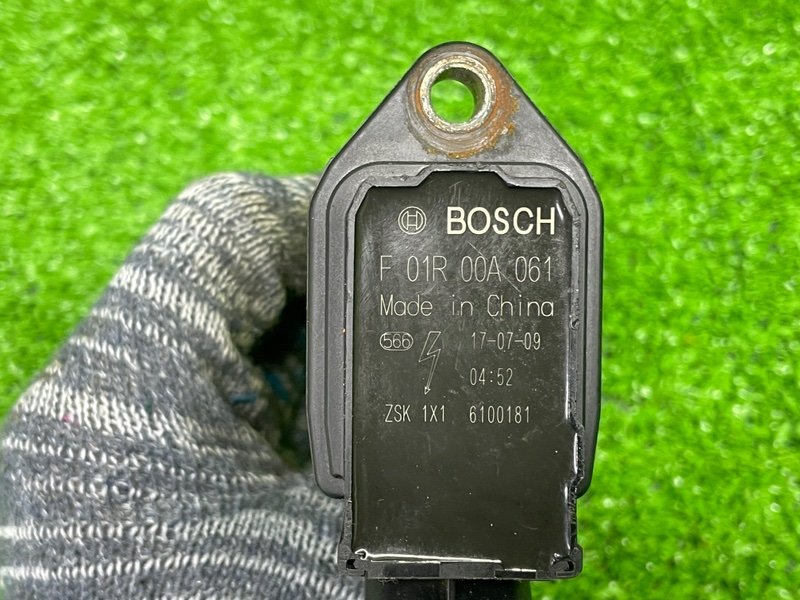 BOSCH
F 01R 00A 061
Made in China
566 17-07-09
04:52
ZSK 1X1 6100181